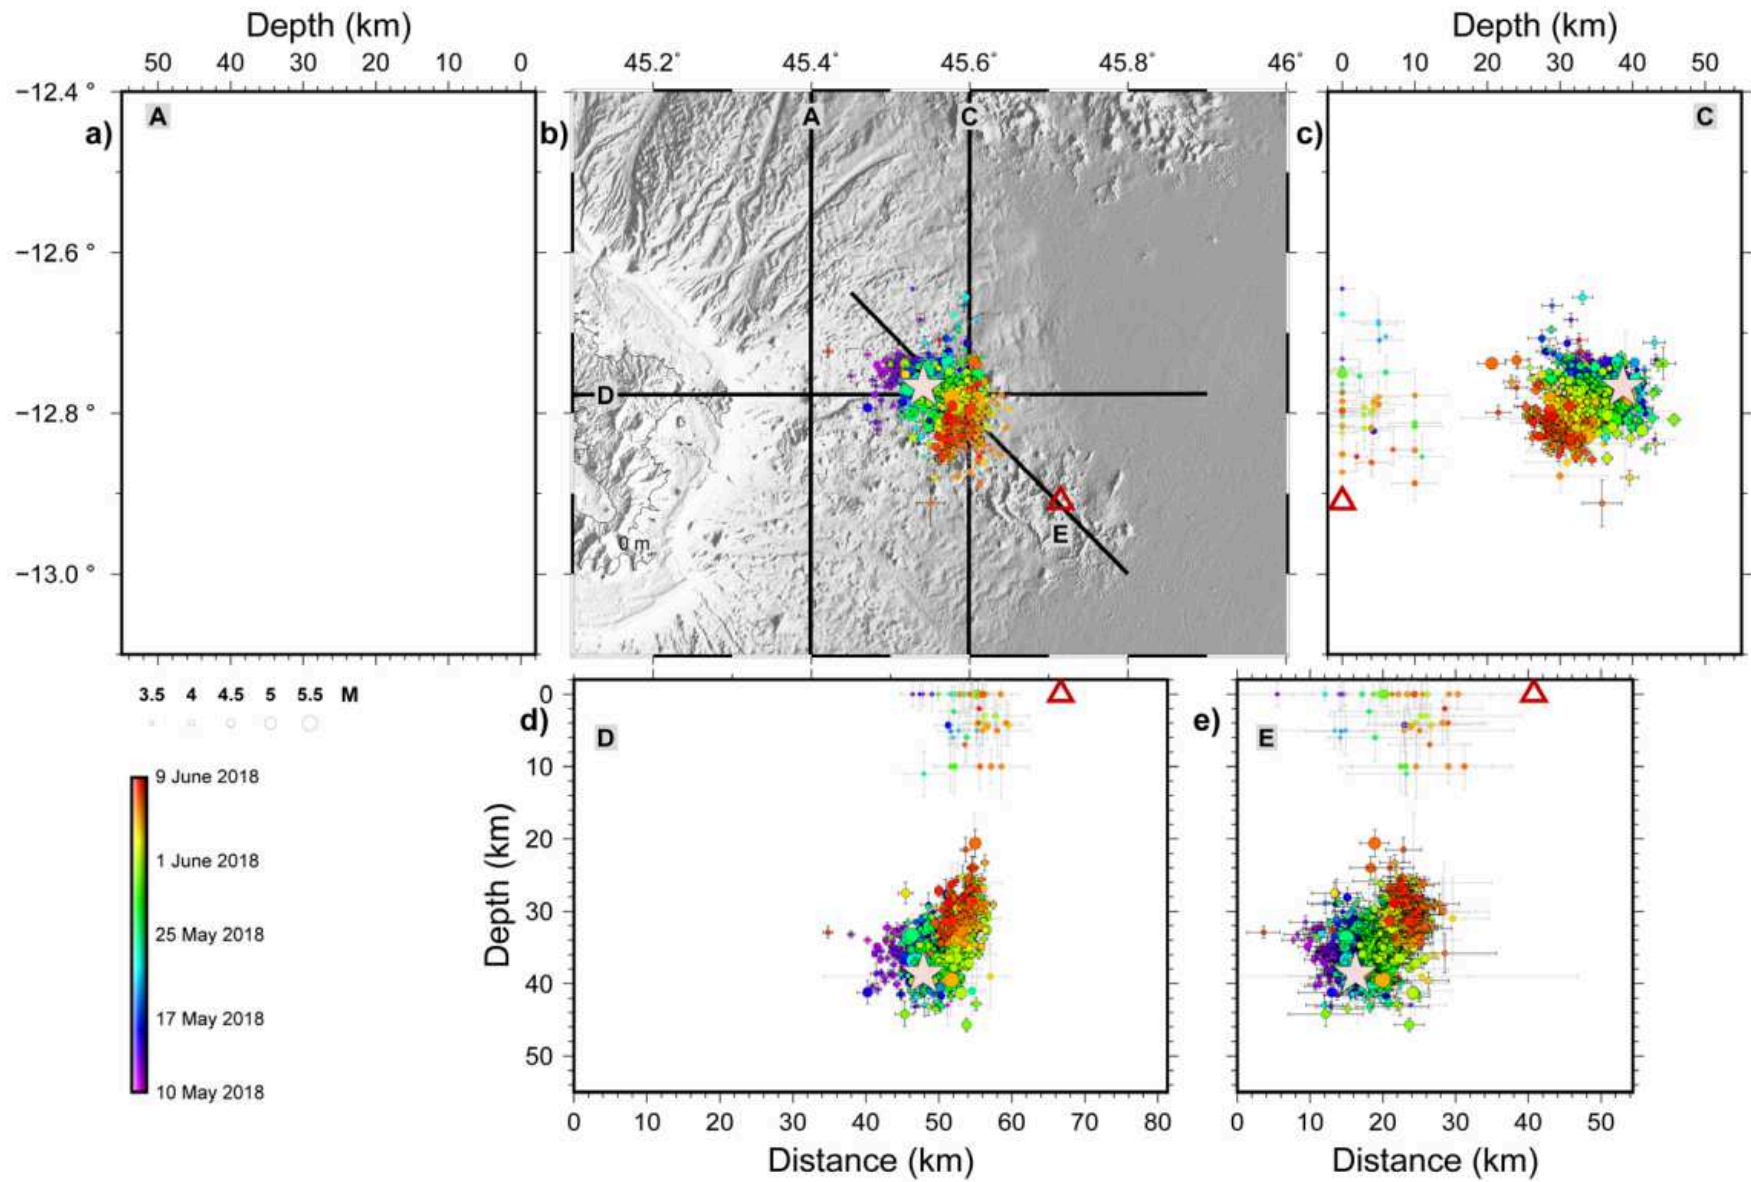 Depth (km)
Depth (km)
50 40 30 20 10 0
45.2° 45.4° 45.6° 45.8° 46°
0 10 20 30 40 50
−12.4 °
−12.6 °
−12.8 °
−13.0 °
a)
A
b)
A
C
D
E
0 m
c)
C
3.5 4 4.5 5 5.5 M
9 June 2018
1 June 2018
25 May 2018
17 May 2018
10 May 2018
d)
D
0
10
20
30
40
50
Depth (km)
0 10 20 30 40 50 60 70 80
Distance (km)
e)
E
0 10 20 30 40 50
Distance (km)